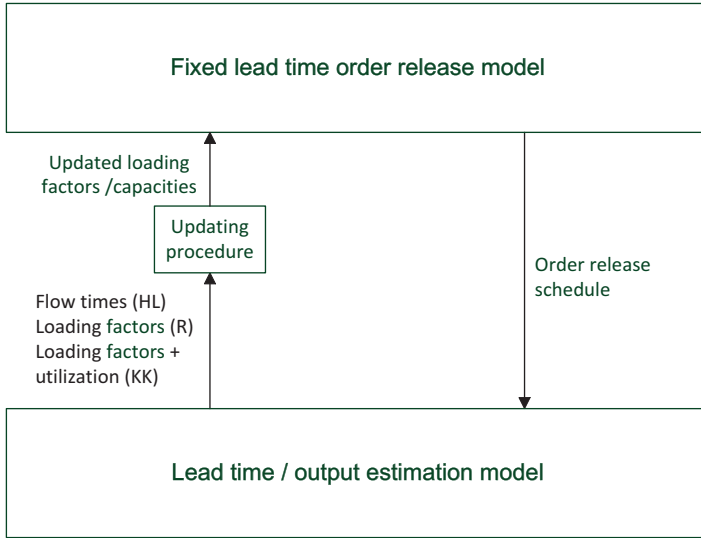 Fixed lead time order release model
Updated loading
factors /capacities
Updating
procedure
Order release
schedule
Flow times (HL)
Loading factors (R)
Loading factors +
utilization (KK)
Lead time / output estimation model